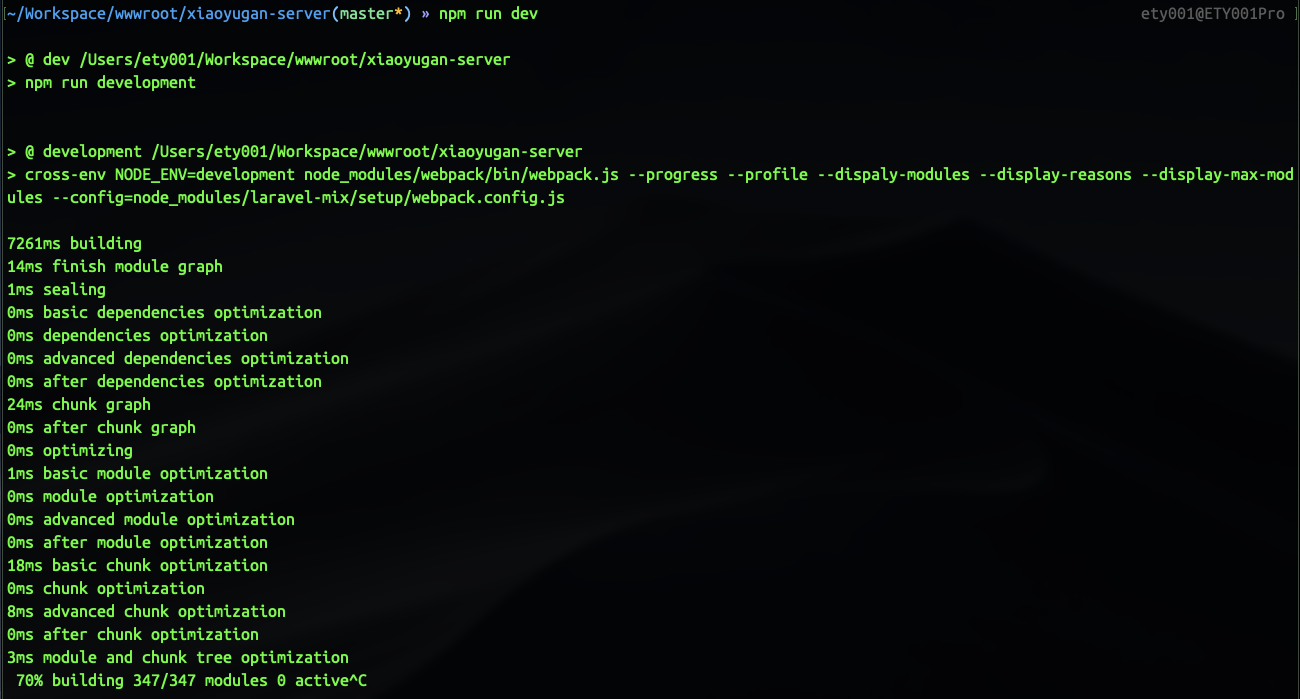 [~/Workspace/wwwroot/xiaoyugan-server(master*) » npm run dev ety001@ETY001Pro ]
> @ dev /Users/ety001/Workspace/wwwroot/xiaoyugan-server
> npm run development
> @ development /Users/ety001/Workspace/wwwroot/xiaoyugan-server
> cross-env NODE_ENV=development node_modules/webpack/bin/webpack.js --progress --profile --dispaly-modules --display-reasons --display-max-mod
ules --config=node_modules/laravel-mix/setup/webpack.config.js
7261ms building
14ms finish module graph
1ms sealing
0ms basic dependencies optimization
0ms dependencies optimization
0ms advanced dependencies optimization
0ms after dependencies optimization
24ms chunk graph
0ms after chunk graph
0ms optimizing
1ms basic module optimization
0ms module optimization
0ms advanced module optimization
0ms after module optimization
18ms basic chunk optimization
0ms chunk optimization
8ms advanced chunk optimization
0ms after chunk optimization
3ms module and chunk tree optimization
70% building 347/347 modules 0 active^C